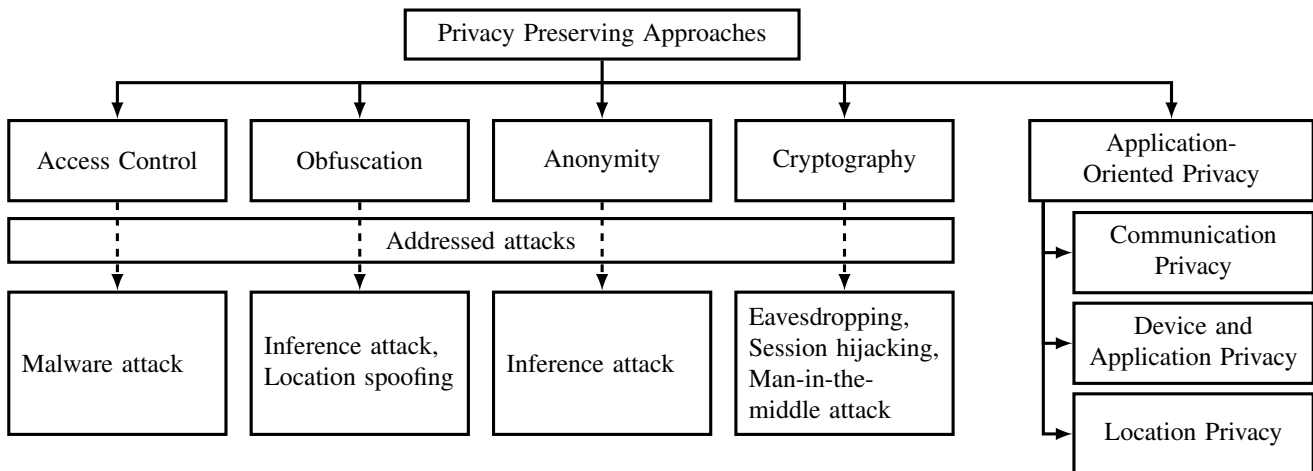 Privacy Preserving Approaches
Access Control
Obfuscation
Anonymity
Cryptography
Application-
Oriented Privacy
Addressed attacks
Communication
Privacy
Malware attack
Inference attack,
Location spoofing
Inference attack
Eavesdropping,
Session hijacking,
Man-in-the-
middle attack
Device and
Application Privacy
Location Privacy